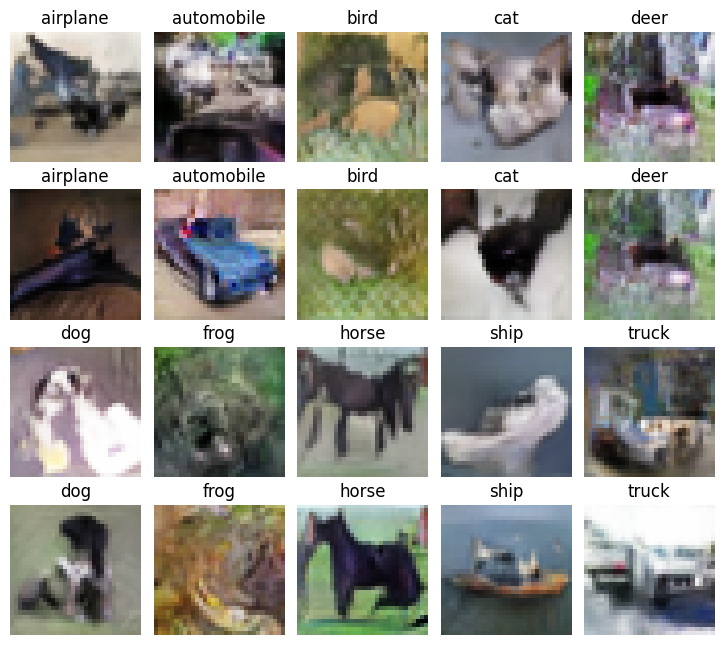 airplane automobile bird cat deer
airplane automobile bird cat deer
dog frog horse ship truck
dog frog horse ship truck